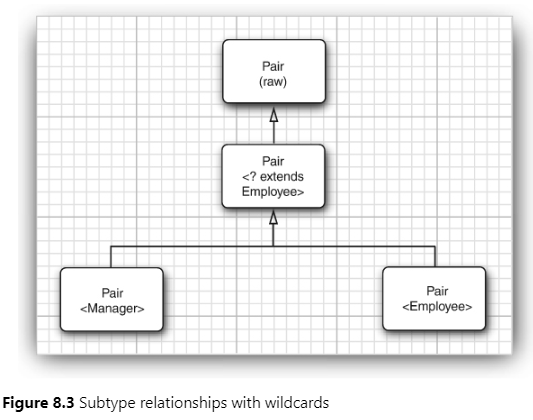 Pair
(raw)
Pair
<? extends
Employee>
Pair
<Manager>
Pair
<Employee>
Figure 8.3 Subtype relationships with wildcards